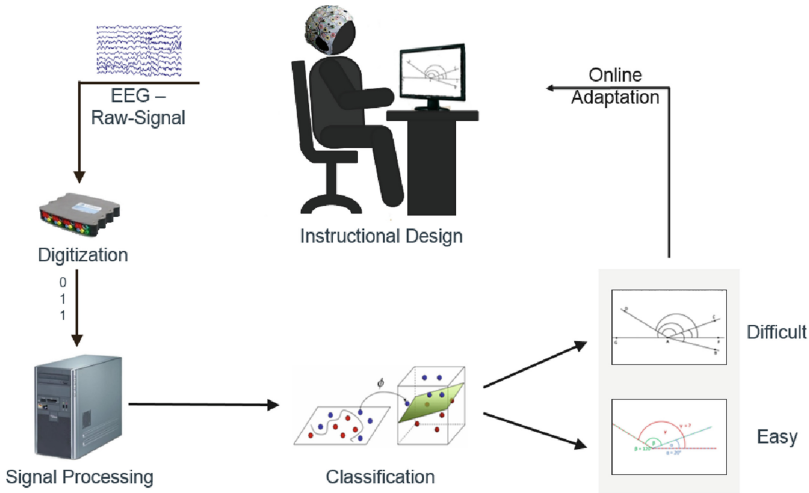 EEG –
Raw-Signal
Online
Adaptation
Instructional Design
Digitization
0
1
1
Difficult
ϕ
Easy
Signal Processing
Classification